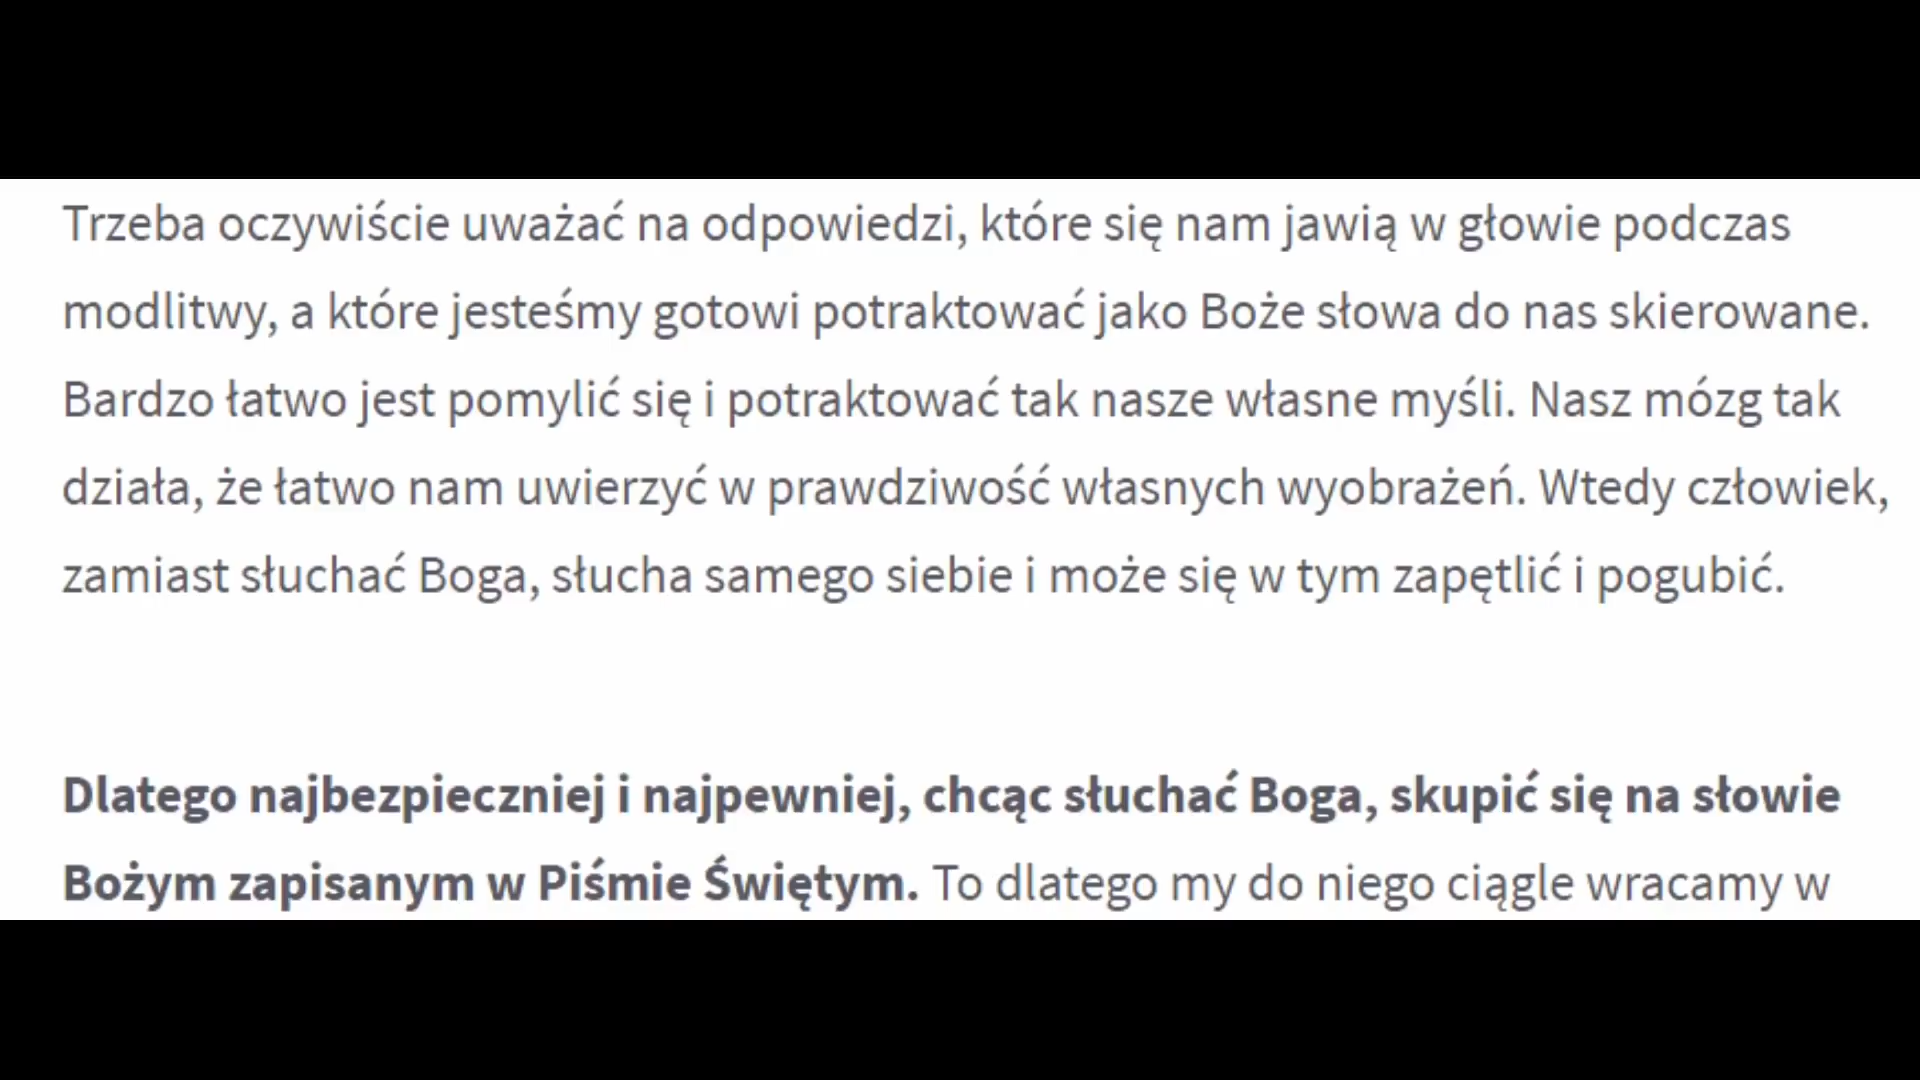 Trzeba oczywiście uważać na odpowiedzi, które się nam jawią w głowie podczas
modlitwy, a które jesteśmy gotowi potraktować jako Boże słowa do nas skierowane.
Bardzo łatwo jest pomylić się i potraktować tak nasze własne myśli. Nasz mózg tak
działa, że łatwo nam uwierzyć w prawdziwość własnych wyobrażeń. Wtedy człowiek,
zamiast słuchać Boga, słucha samego siebie i może się w tym zapętlić i pogubić.
Dlatego najbezpieczniej i najpewniej, chcąc słuchać Boga, skupić się na słowie
Bożym zapisanym w Piśmie Świętym. To dlatego my do niego ciągle wracamy w